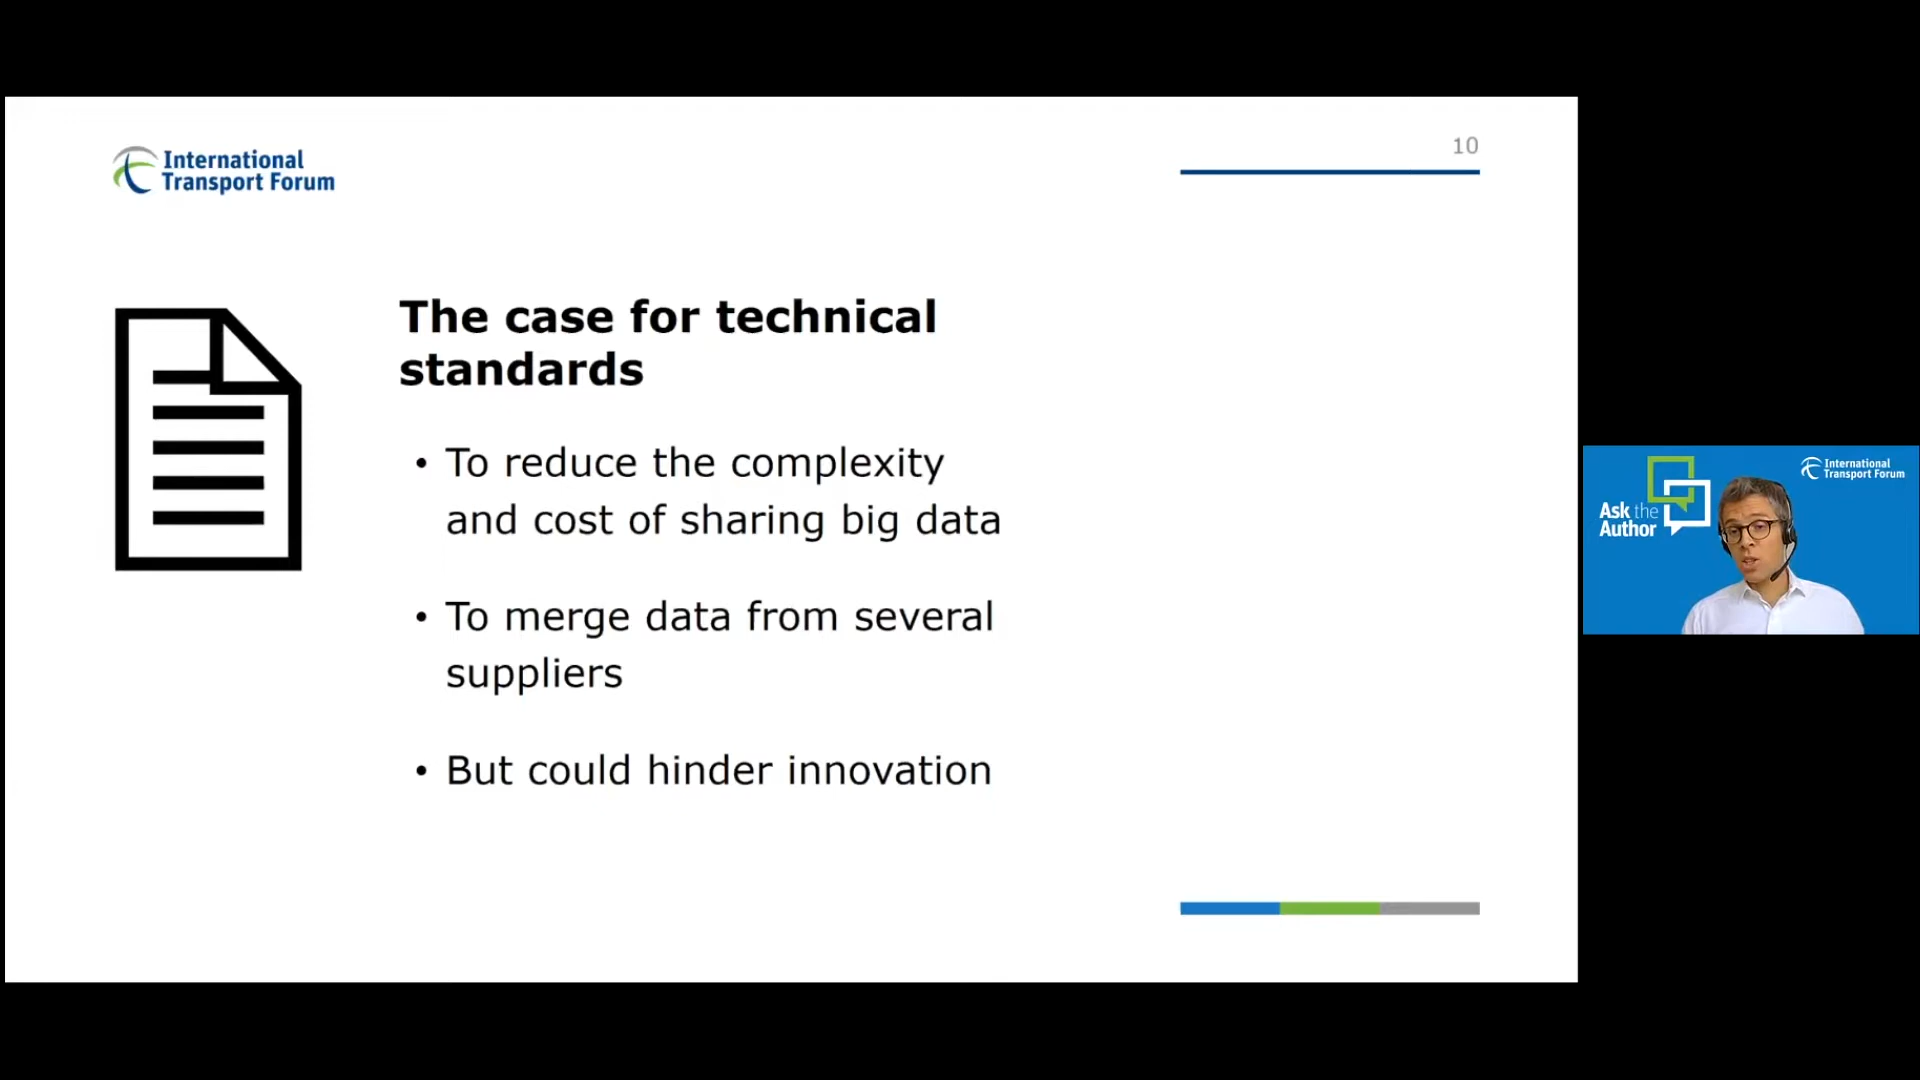 International
Transport Forum
10
The case for technical
standards
• To reduce the complexity
and cost of sharing big data
• To merge data from several
suppliers
• But could hinder innovation
Ask the
Author
International
Transport Forum